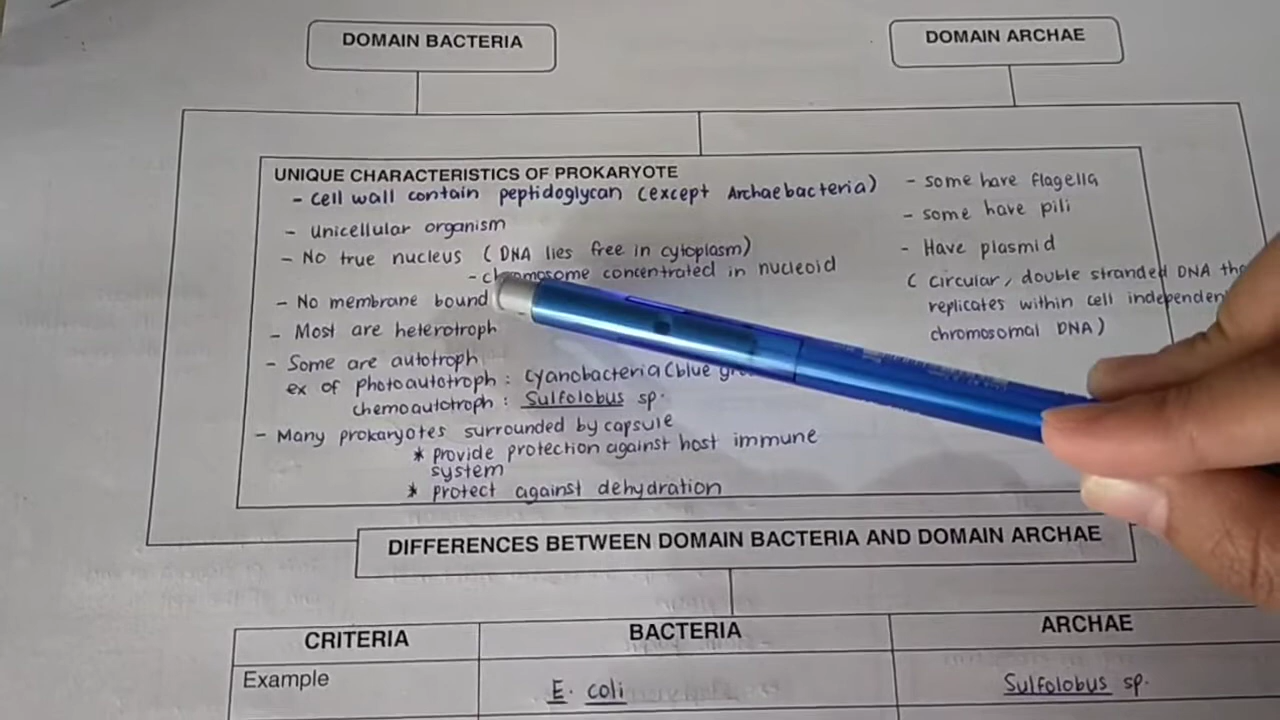 DOMAIN BACTERIA
DOMAIN ARCHAE
UNIQUE CHARACTERISTICS OF PROKARYOTE
- cell wall contain peptidoglycan (except Archaebacteria)
- unicellular organism
- No true nucleus ( DNA lies free in cytoplasm)
- chromosome concentrated in nucleoid
- No membrane bound
- Most are heterotroph
- Some are autotroph
ex of photoautotroph : cyanobacteria (blue
chemoautotroph : Sulfolobus sp.
- Many prokaryotes surrounded by capsule
* provide protection against host immune
system
* protect against dehydration
- some have flagella
- some have pili
- Have plasmid
( circular, double stranded DNA
replicates within cell
chromosomal DNA)
DIFFERENCES BETWEEN DOMAIN BACTERIA AND DOMAIN ARCHAE
CRITERIA BACTERIA ARCHAE
Example E. coli Sulfolobus sp.